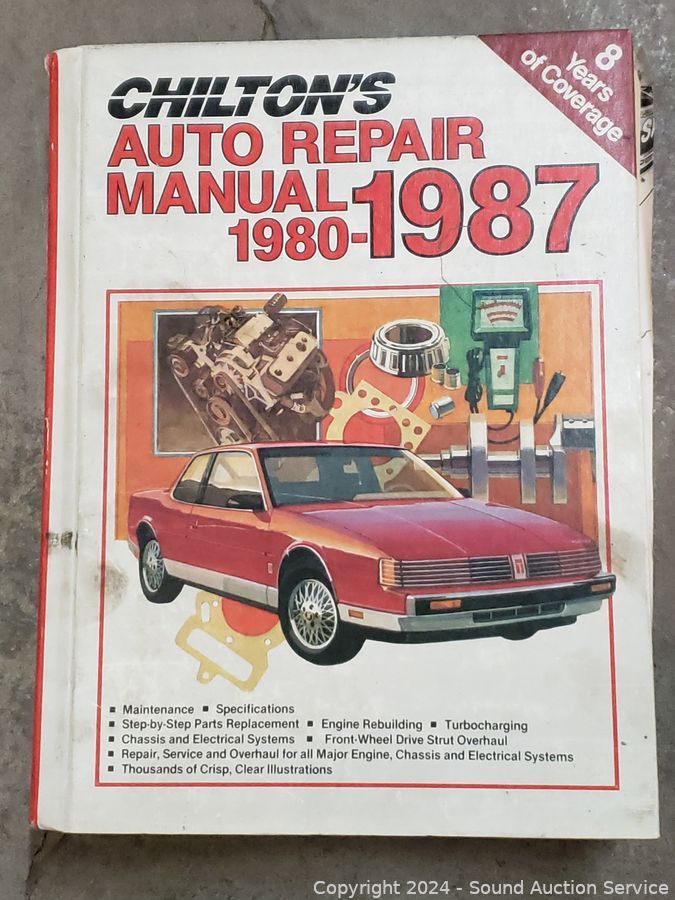 8
Years
of Coverage
CHILTON'S
AUTO REPAIR
MANUAL
1980-1987
■ Maintenance ■ Specifications
■ Step-by-Step Parts Replacement ■ Engine Rebuilding ■ Turbocharging
■ Chassis and Electrical Systems ■ Front-Wheel Drive Strut Overhaul
■ Repair, Service and Overhaul for all Major Engine, Chassis and Electrical Systems
■ Thousands of Crisp, Clear Illustrations
Copyright 2024 - Sound Auction Service